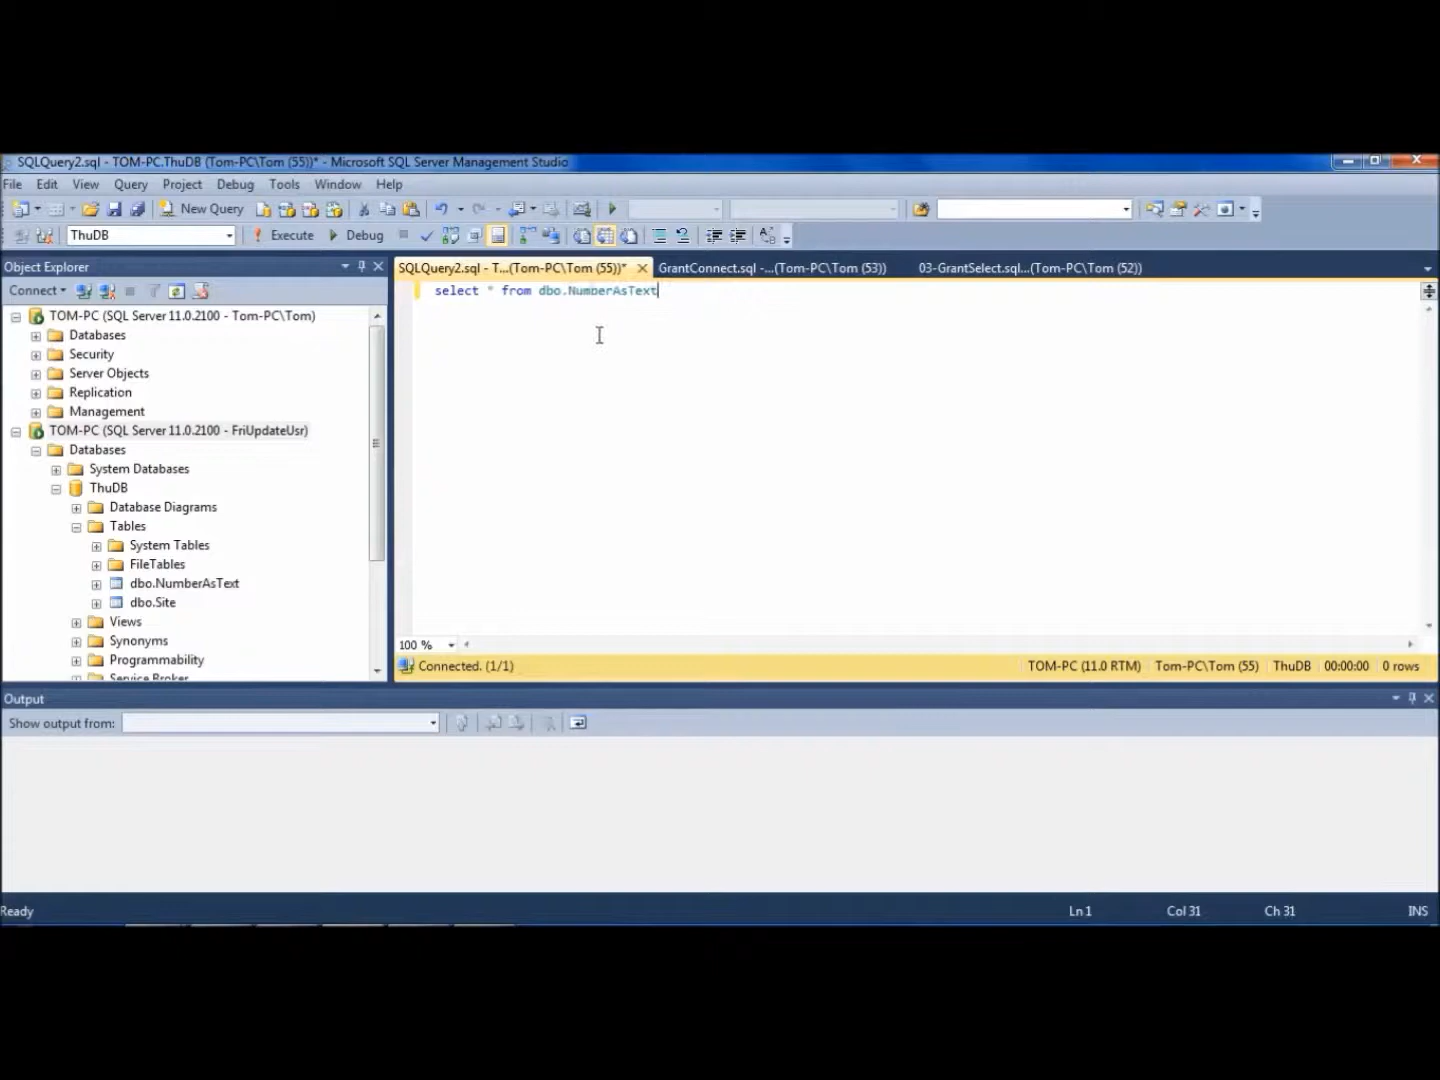 SQLQuery2.sql - TOM-PC.ThuDB (Tom-PC\Tom (55))* - Microsoft SQL Server Management Studio
File Edit View Query Project Debug Tools Window Help
New Query
ThuDB Execute Debug
Object Explorer
Connect
TOM-PC (SQL Server 11.0.2100 - Tom-PC\Tom)
Databases
Security
Server Objects
Replication
Management
TOM-PC (SQL Server 11.0.2100 - FriUpdateUsr)
Databases
System Databases
ThuDB
Database Diagrams
Tables
System Tables
FileTables
dbo.NumberAsText
dbo.Site
Views
Synonyms
Programmability
Service Broker
SQLQuery2.sql - T...(Tom-PC\Tom (55))* GrantConnect.sql -...(Tom-PC\Tom (53)) 03-GrantSelect.sql...(Tom-PC\Tom (52))
select * from dbo.NumberAsText
100 %
Connected. (1/1) TOM-PC (11.0 RTM) Tom-PC\Tom (55) ThuDB 00:00:00 0 rows
Output
Show output from:
Ready Ln 1 Col 31 Ch 31 INS